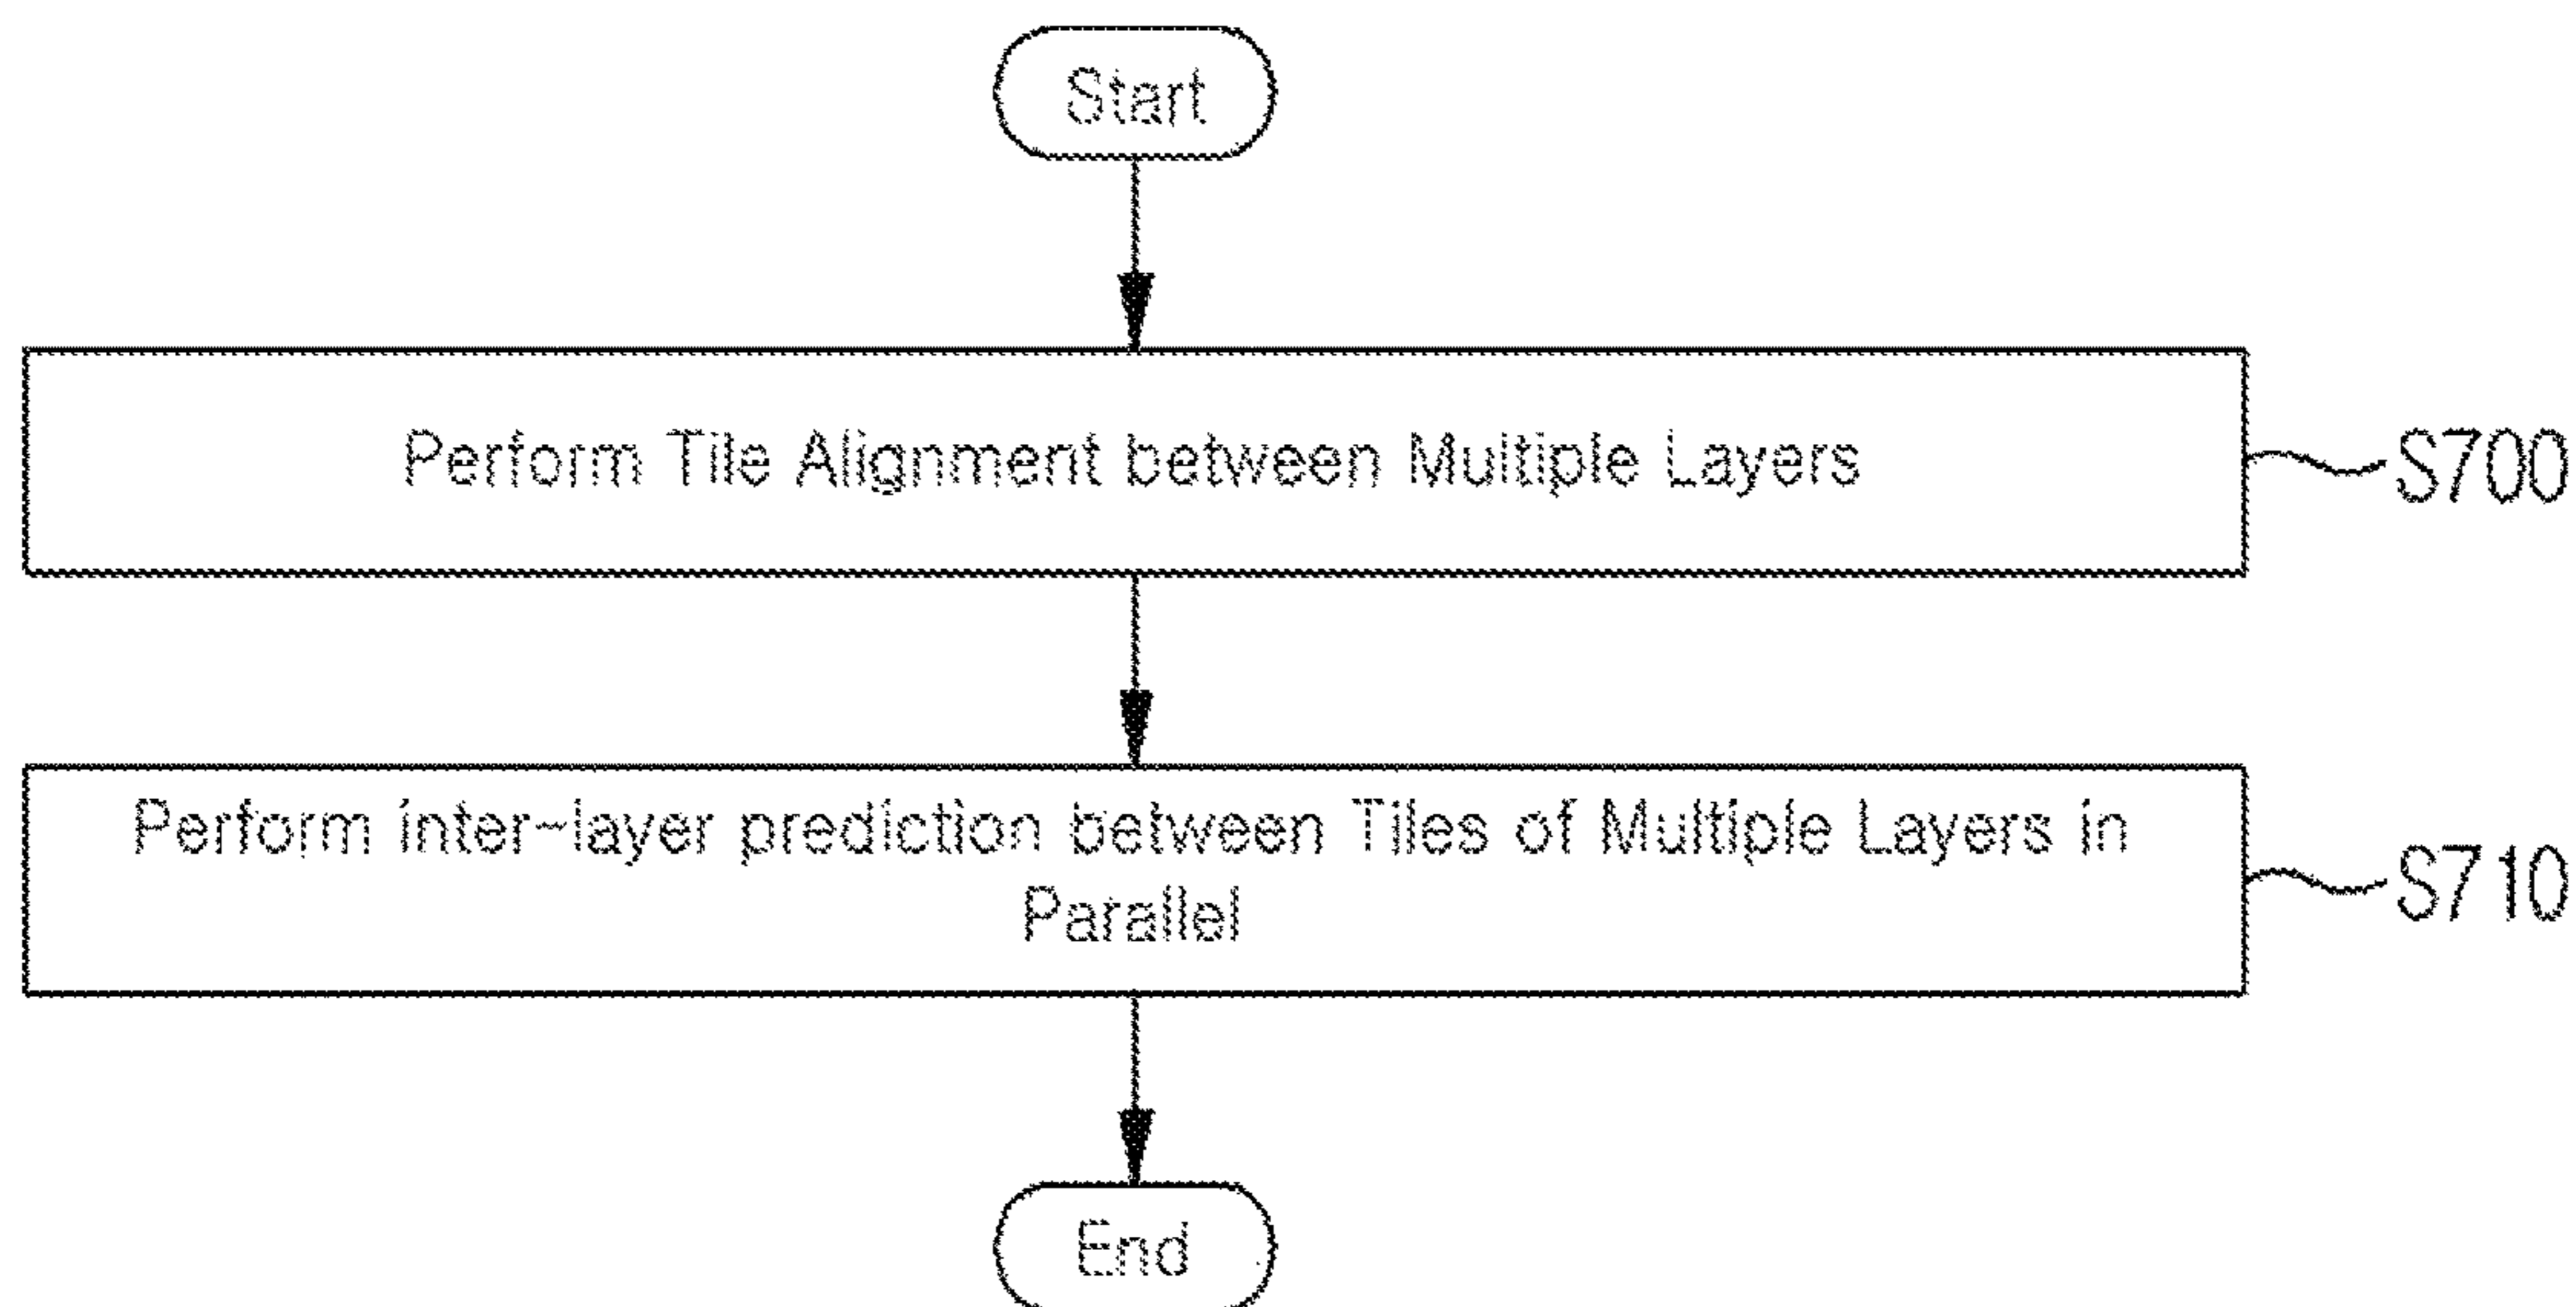 Start
Perform Tile Alignment between Multiple Layers
S700
Perform inter-layer prediction between Tiles of Multiple Layers in
Parallel
S710
End